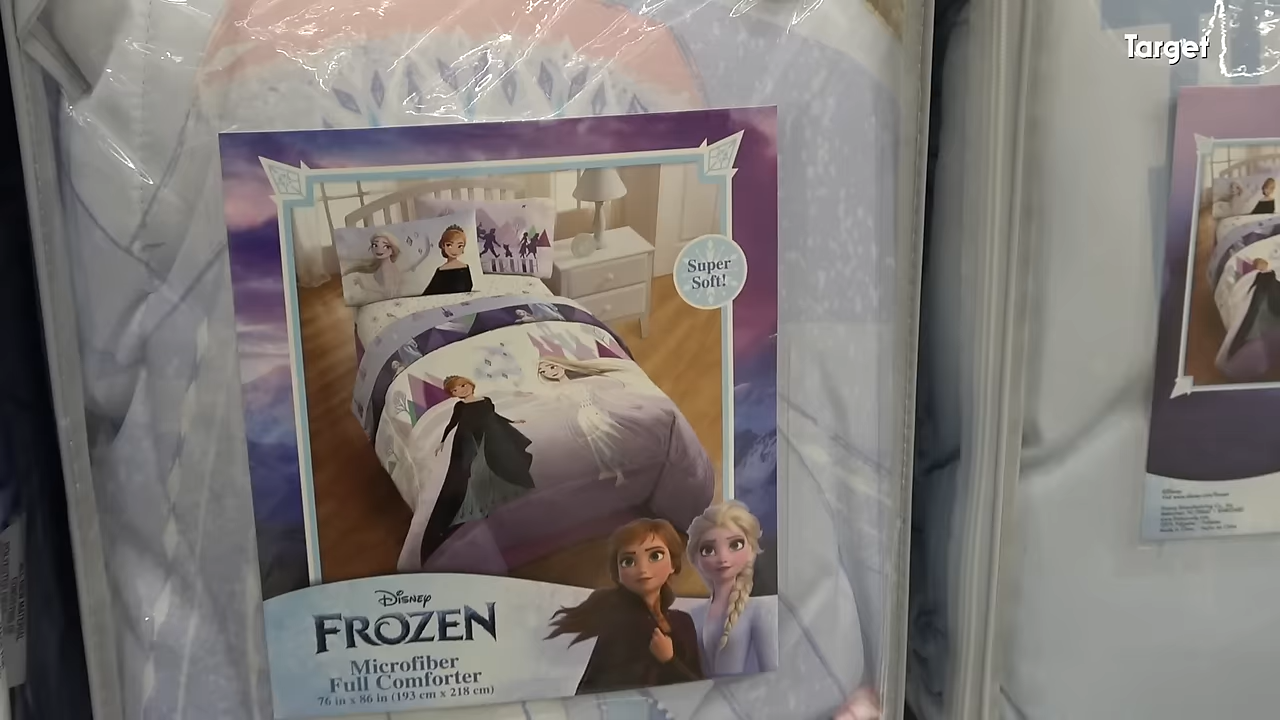 Target
Super
Soft!
Disney
FROZEN
Microfiber
Full Comforter
76 in x 86 in (193 cm x 218 cm)